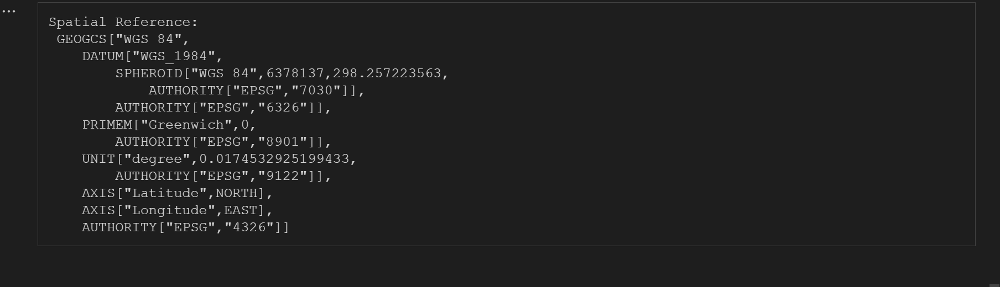 ...
Spatial Reference:
 GEOGCS["WGS 84",
    DATUM["WGS_1984",
        SPHEROID["WGS 84",6378137,298.257223563,
            AUTHORITY["EPSG","7030"]],
        AUTHORITY["EPSG","6326"]],
    PRIMEM["Greenwich",0,
        AUTHORITY["EPSG","8901"]],
    UNIT["degree",0.0174532925199433,
        AUTHORITY["EPSG","9122"]],
    AXIS["Latitude",NORTH],
    AXIS["Longitude",EAST],
    AUTHORITY["EPSG","4326"]]